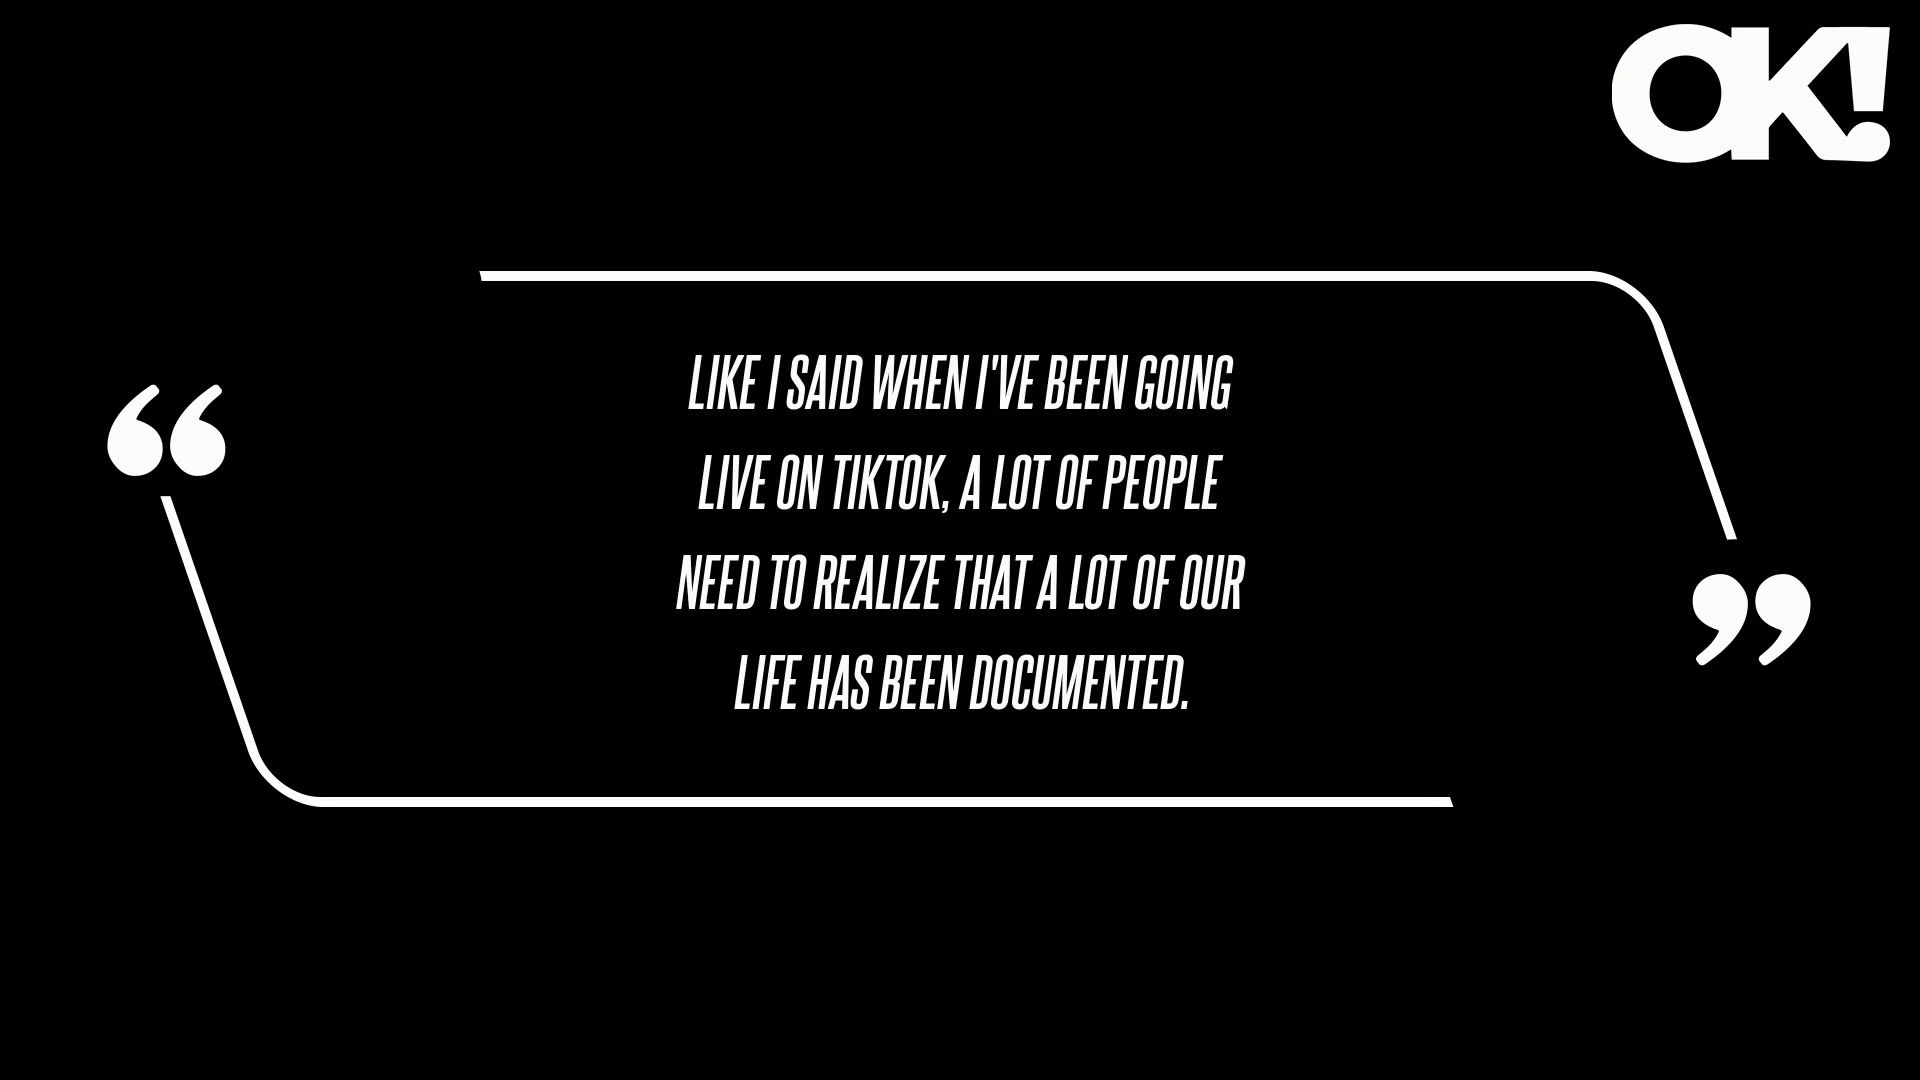 OK!
LIKE I SAID WHEN I'VE BEEN GOING
LIVE ON TIKTOK, A LOT OF PEOPLE
NEED TO REALIZE THAT A LOT OF OUR
LIFE HAS BEEN DOCUMENTED.